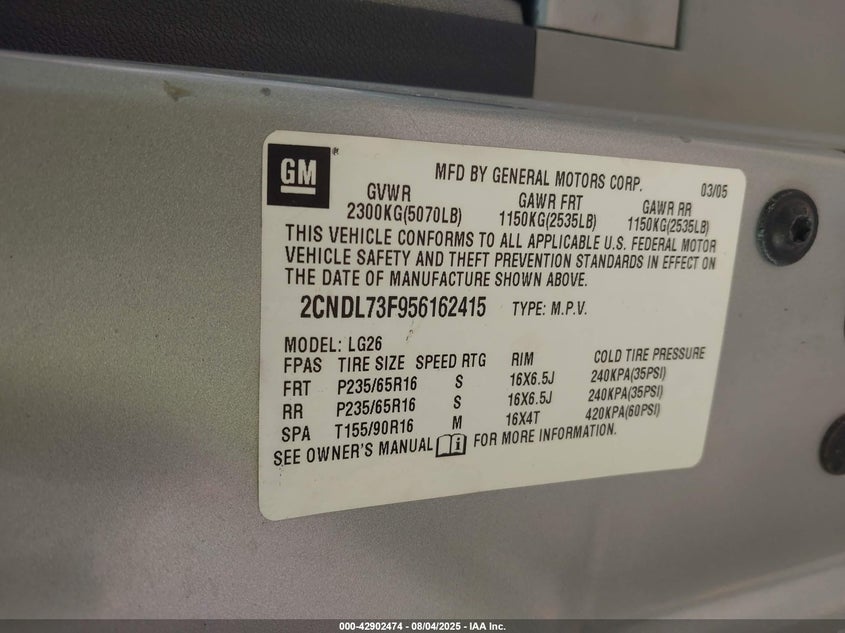 GM
MFD BY GENERAL MOTORS CORP. 03/05
GVWR GAWR FRT GAWR RR
2300KG(5070LB) 1150KG(2535LB) 1150KG(2535LB)
THIS VEHICLE CONFORMS TO ALL APPLICABLE U.S. FEDERAL MOTOR
VEHICLE SAFETY AND THEFT PREVENTION STANDARDS IN EFFECT ON
THE DATE OF MANUFACTURE SHOWN ABOVE.
2CNDL73F956162415 TYPE: M.P.V.
MODEL: LG26
FPAS TIRE SIZE SPEED RTG RIM COLD TIRE PRESSURE
FRT P235/65R16 S 16X6.5J 240KPA(35PSI)
RR P235/65R16 S 16X6.5J 240KPA(35PSI)
SPA T155/90R16 M 16X4T 420KPA(60PSI)
SEE OWNER'S MANUAL FOR MORE INFORMATION.
000-42902474 - 08/04/2025 - IAA Inc.